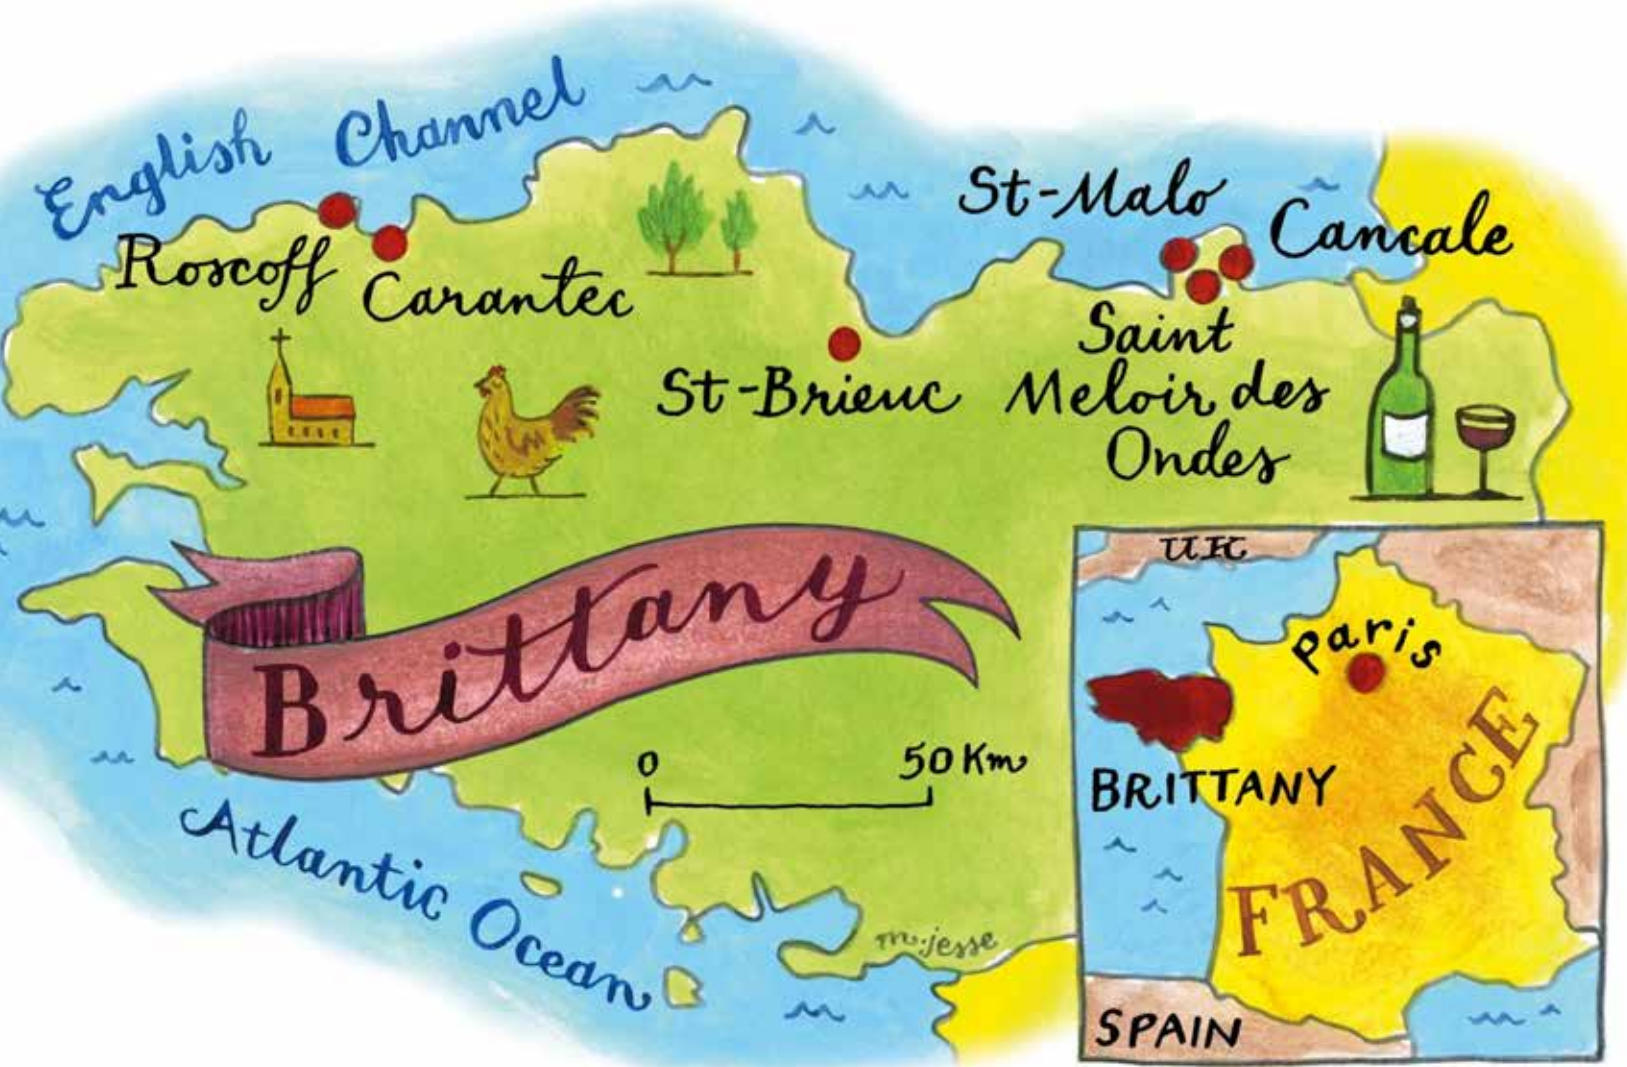 English Channel
St-Malo
Cancale
Roscoff
Carantec
Saint
Meloir des
Ondes
St-Brieuc
Brittany
0 50 Km
Atlantic Ocean
m.jesse
UK
Paris
BRITTANY
FRANCE
SPAIN